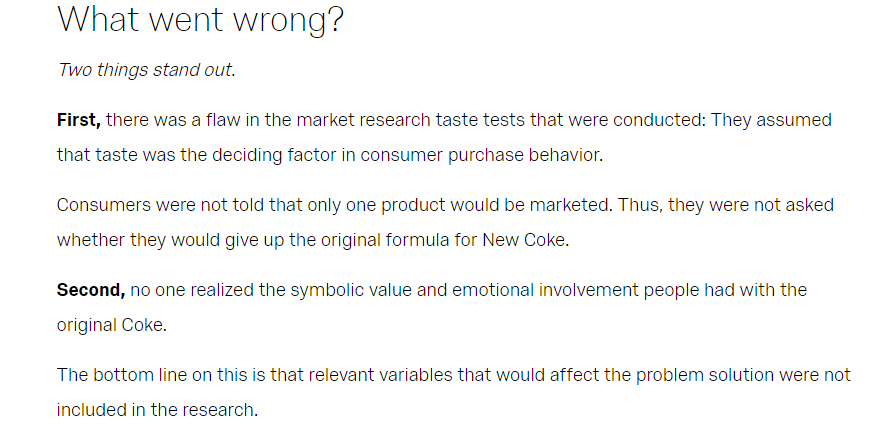 What went wrong?
Two things stand out.
First, there was a flaw in the market research taste tests that were conducted: They assumed
that taste was the deciding factor in consumer purchase behavior.
Consumers were not told that only one product would be marketed. Thus, they were not asked
whether they would give up the original formula for New Coke.
Second, no one realized the symbolic value and emotional involvement people had with the
original Coke.
The bottom line on this is that relevant variables that would affect the problem solution were not
included in the research.